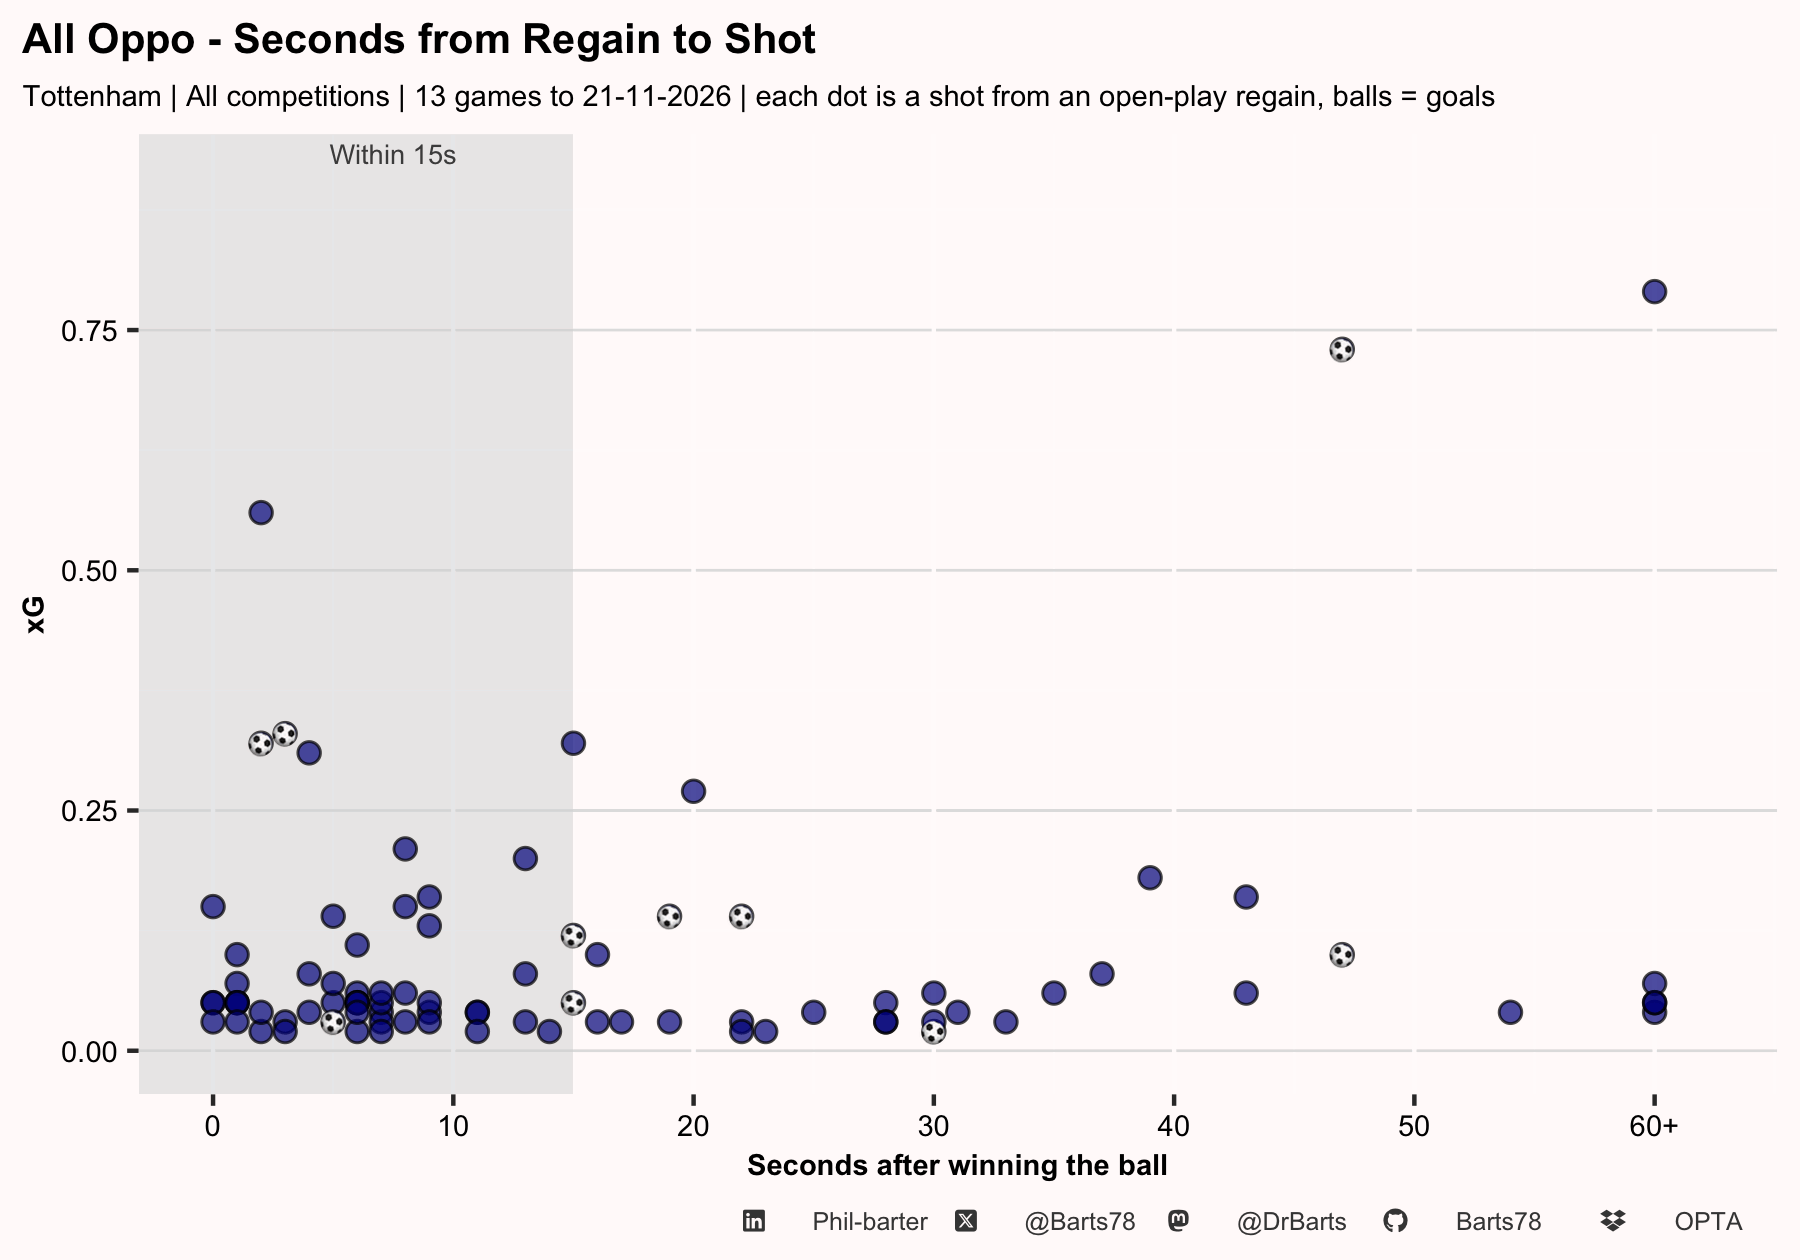 All Oppo - Seconds from Regain to Shot
Tottenham | All competitions | 13 games to 21-11-2026 | each dot is a shot from an open-play regain, balls = goals
Within 15s
0.75
0.50
0.25
0.00
xG
0 10 20 30 40 50 60+
Seconds after winning the ball
Phil-barter @Barts78 @DrBarts Barts78 OPTA